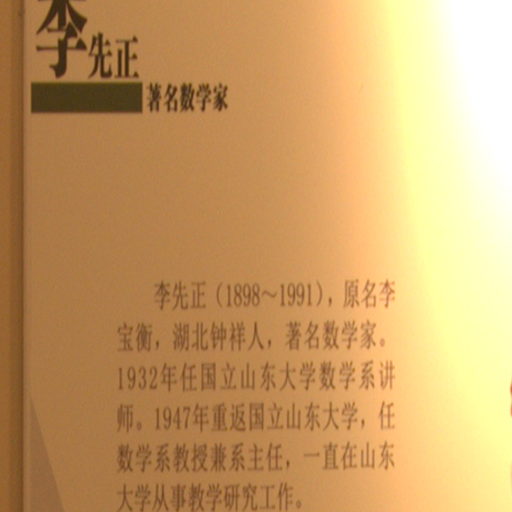 李先正
著名数学家
李先正（1898～1991），原名李
宝衡，湖北钟祥人，著名数学家。
1932年任国立山东大学数学系讲
师。1947年重返国立山东大学，任
数学系教授兼系主任，一直在山东
大学从事教学研究工作。